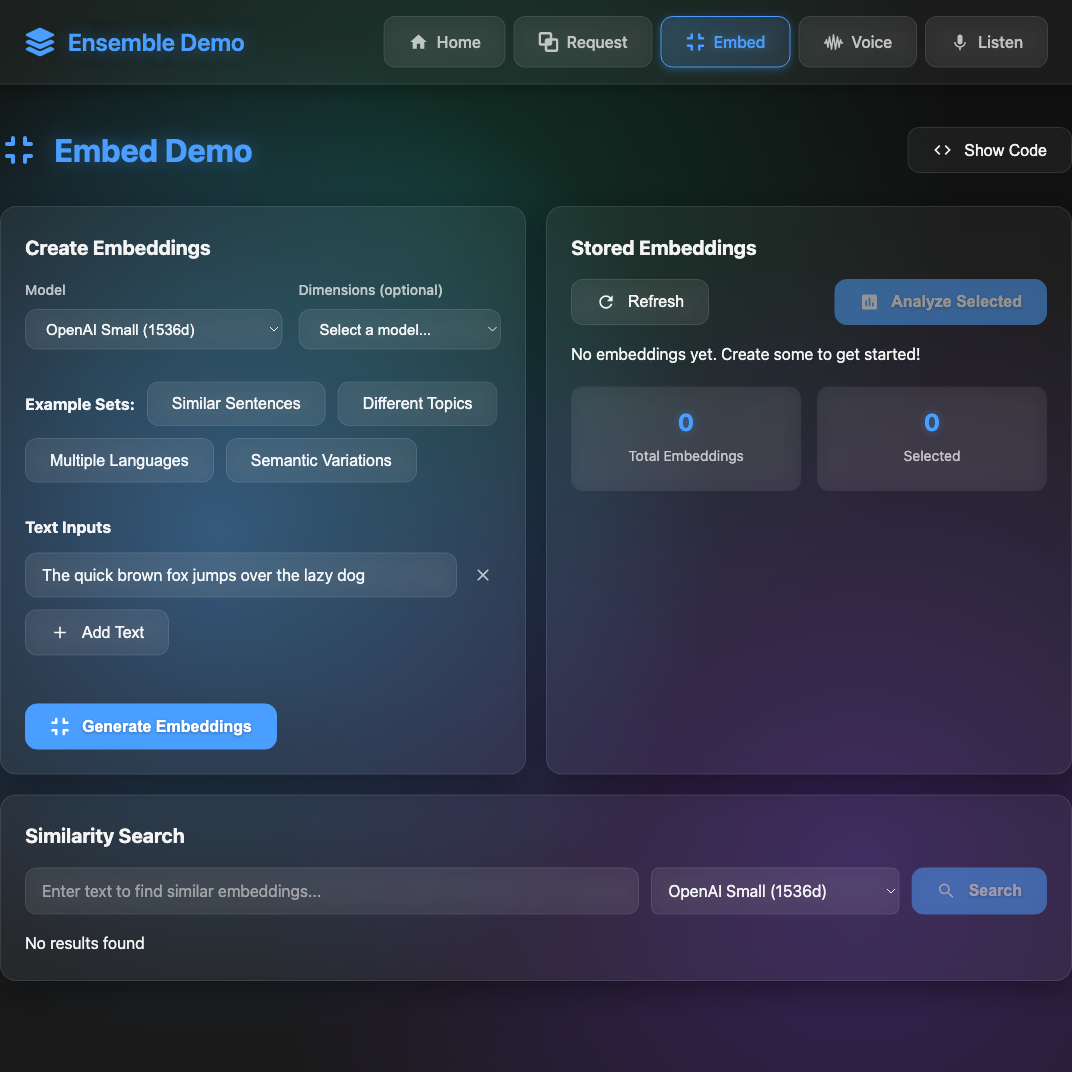 Ensemble Demo
Home
Request
Embed
Voice
Listen
Embed Demo
Show Code
Create Embeddings
Model
Dimensions (optional)
OpenAI Small (1536d)
Select a model...
Example Sets:
Similar Sentences
Different Topics
Multiple Languages
Semantic Variations
Text Inputs
The quick brown fox jumps over the lazy dog
Add Text
Generate Embeddings
Stored Embeddings
Refresh
Analyze Selected
No embeddings yet. Create some to get started!
0
Total Embeddings
0
Selected
Similarity Search
Enter text to find similar embeddings...
OpenAI Small (1536d)
Search
No results found